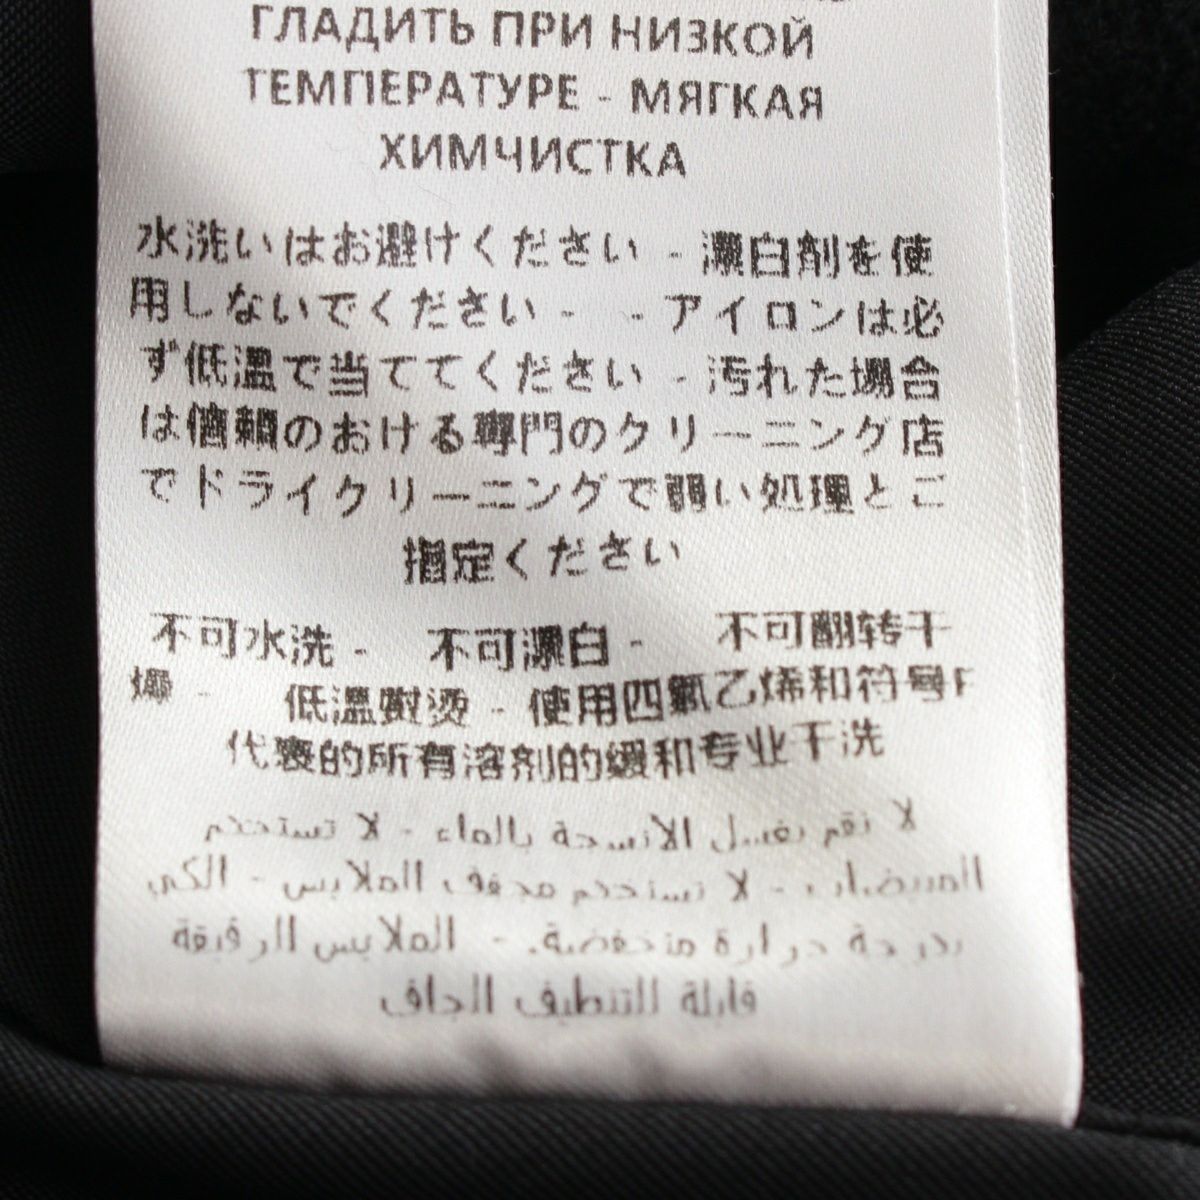 ГЛАДИТЬ ПРИ НИЗКОЙ
ТЕМПЕРАТУРЕ - МЯГКАЯ
ХИМЧИСТКА
水洗いはお避けください - 漂白剤を使
用しないでください - - アイロンは必
ず低温で当ててください - 汚れた場合
は信頼のおける専門のクリーニング店
でドライクリーニングで弱い処理とご
指定ください
不可水洗 - 不可漂白 - 不可翻转干
燥 - 低温熨烫 - 使用四氯乙烯和符号F
代表的所有溶剂的缓和专业干洗
لا تقم بغسل الانسجة بالماء - لا تستخدم
المبيضات - لا تستخدم مجفف الملابس - الكي
بدرجة حرارة منخفضة. - الملابس الرقيقة
قابلة للتنظيف الجاف